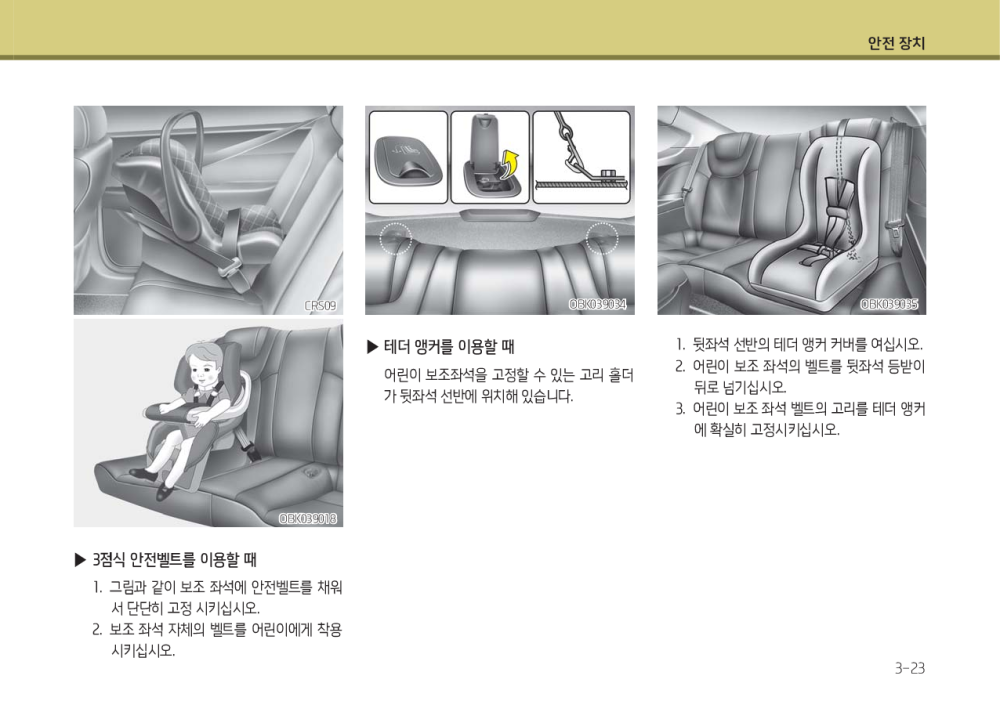 안전 장치
CRS09
OBK039018
▶ 3점식 안전벨트를 이용할 때
1. 그림과 같이 보조 좌석에 안전벨트를 채워
서 단단히 고정 시키십시오.
2. 보조 좌석 자체의 벨트를 어린이에게 착용
시키십시오.
OBK039034
▶ 테더 앵커를 이용할 때
어린이 보조좌석을 고정할 수 있는 고리 홀더
가 뒷좌석 선반에 위치해 있습니다.
OBK039035
1. 뒷좌석 선반의 테더 앵커 커버를 여십시오.
2. 어린이 보조 좌석의 벨트를 뒷좌석 등받이
뒤로 넘기십시오.
3. 어린이 보조 좌석 벨트의 고리를 테더 앵커
에 확실히 고정시키십시오.
3-23